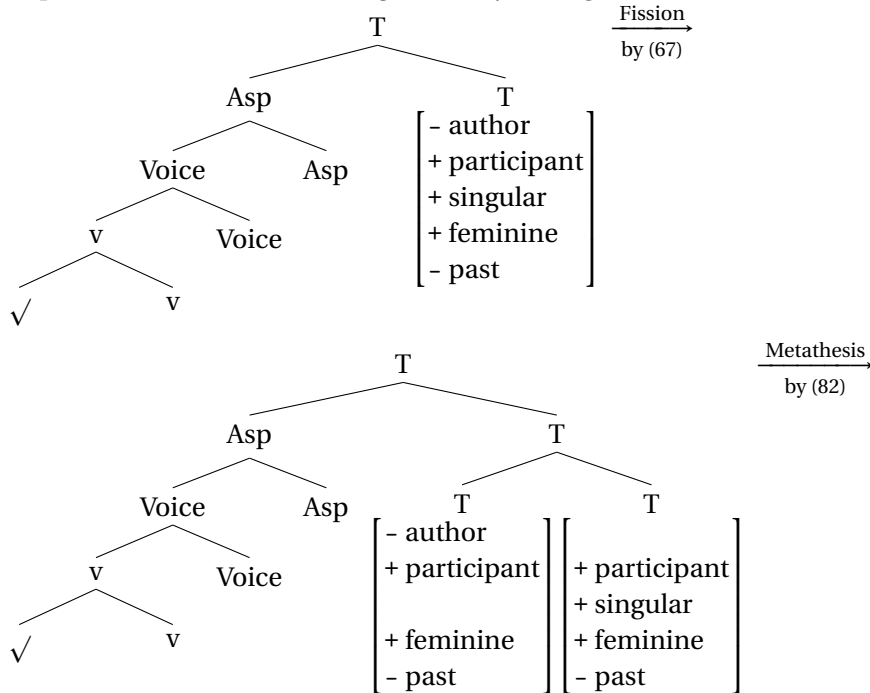 T
Fission
by (67)
Asp T
– author
Voice Asp + participant
+ singular
v Voice + feminine
– past
√ v
T
Metathesis
by (82)
Asp T
Voice Asp T T
– author
v Voice + participant + participant
+ singular
√ v + feminine + feminine
– past – past